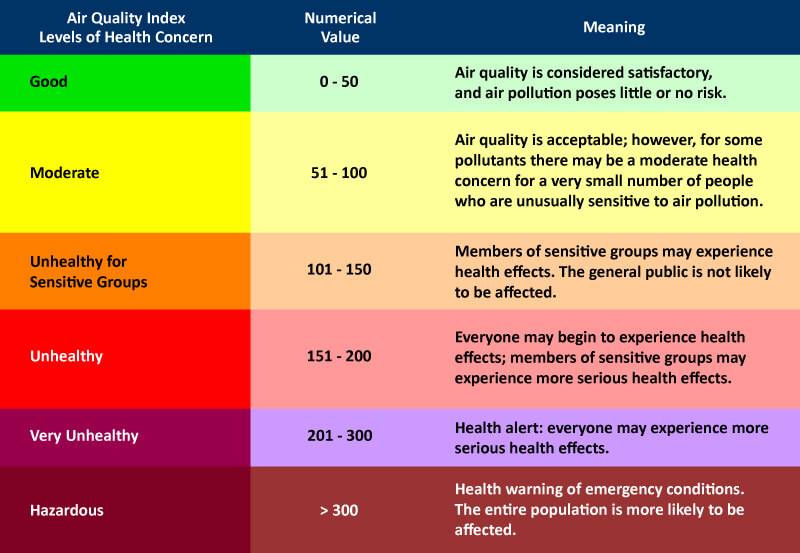 Air Quality Index
Levels of Health Concern
Numerical
Value
Meaning
Good
0 - 50
Air quality is considered satisfactory,
and air pollution poses little or no risk.
Moderate
51 - 100
Air quality is acceptable; however, for some
pollutants there may be a moderate health
concern for a very small number of people
who are unusually sensitive to air pollution.
Unhealthy for
Sensitive Groups
101 - 150
Members of sensitive groups may experience
health effects. The general public is not likely
to be affected.
Unhealthy
151 - 200
Everyone may begin to experience health
effects; members of sensitive groups may
experience more serious health effects.
Very Unhealthy
201 - 300
Health alert: everyone may experience more
serious health effects.
Hazardous
> 300
Health warning of emergency conditions.
The entire population is more likely to be
affected.